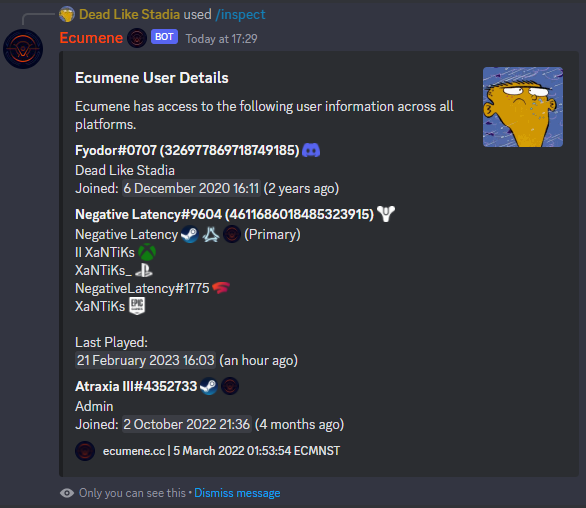 Dead Like Stadia used /inspect
Ecumene BOT Today at 17:29
Ecumene User Details
Ecumene has access to the following user information across all
platforms.
Fyodor#0707 (326977869718749185)
Dead Like Stadia
Joined: 6 December 2020 16:11 (2 years ago)
Negative Latency#9604 (4611686018485323915)
Negative Latency (Primary)
II XaNTiKs
XaNTiKs_
NegativeLatency#1775
XaNTiKs EPIC
Last Played:
21 February 2023 16:03 (an hour ago)
Atraxia III#4352733
Admin
Joined: 2 October 2022 21:36 (4 months ago)
ecumene.cc | 5 March 2022 01:53:54 ECMNST
Only you can see this • Dismiss message